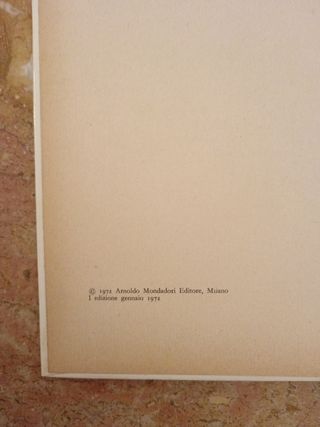 © 1972 Arnoldo Mondadori Editore, Milano
I edizione gennaio 1972